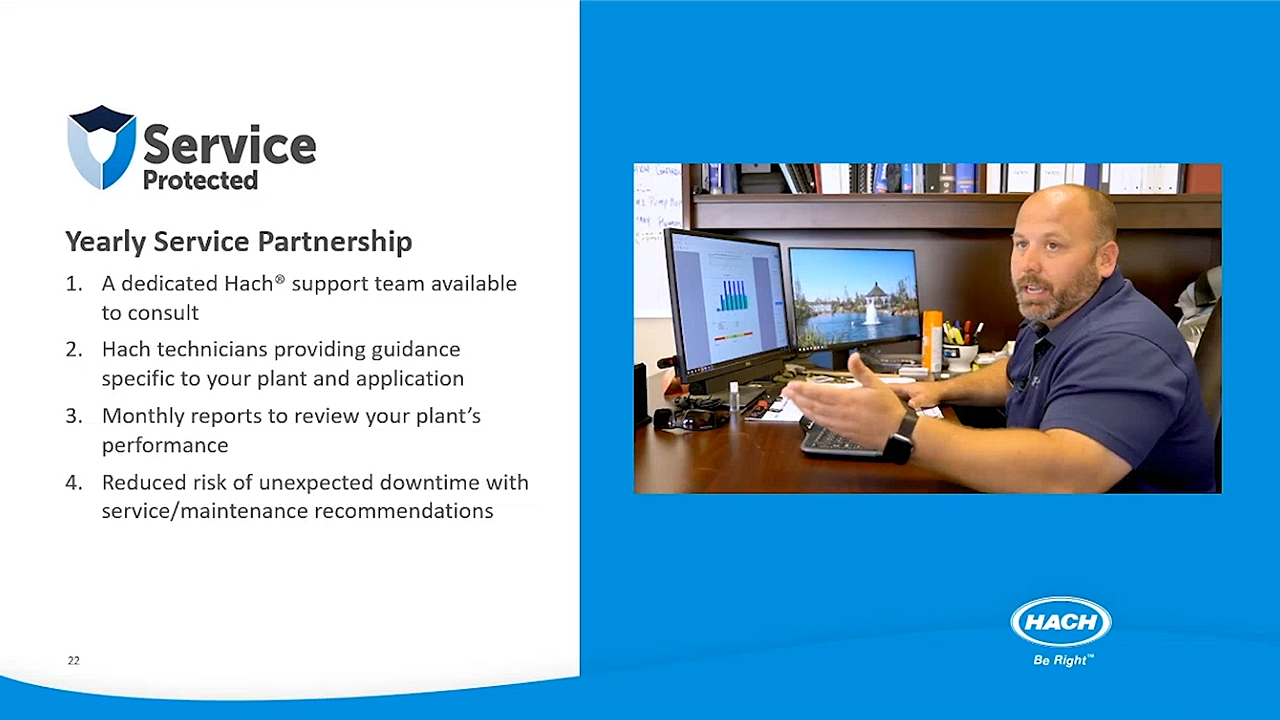 Service
Protected
Yearly Service Partnership
1. A dedicated Hach® support team available
to consult
2. Hach technicians providing guidance
specific to your plant and application
3. Monthly reports to review your plant’s
performance
4. Reduced risk of unexpected downtime with
service/maintenance recommendations
22
HACH
Be Right™